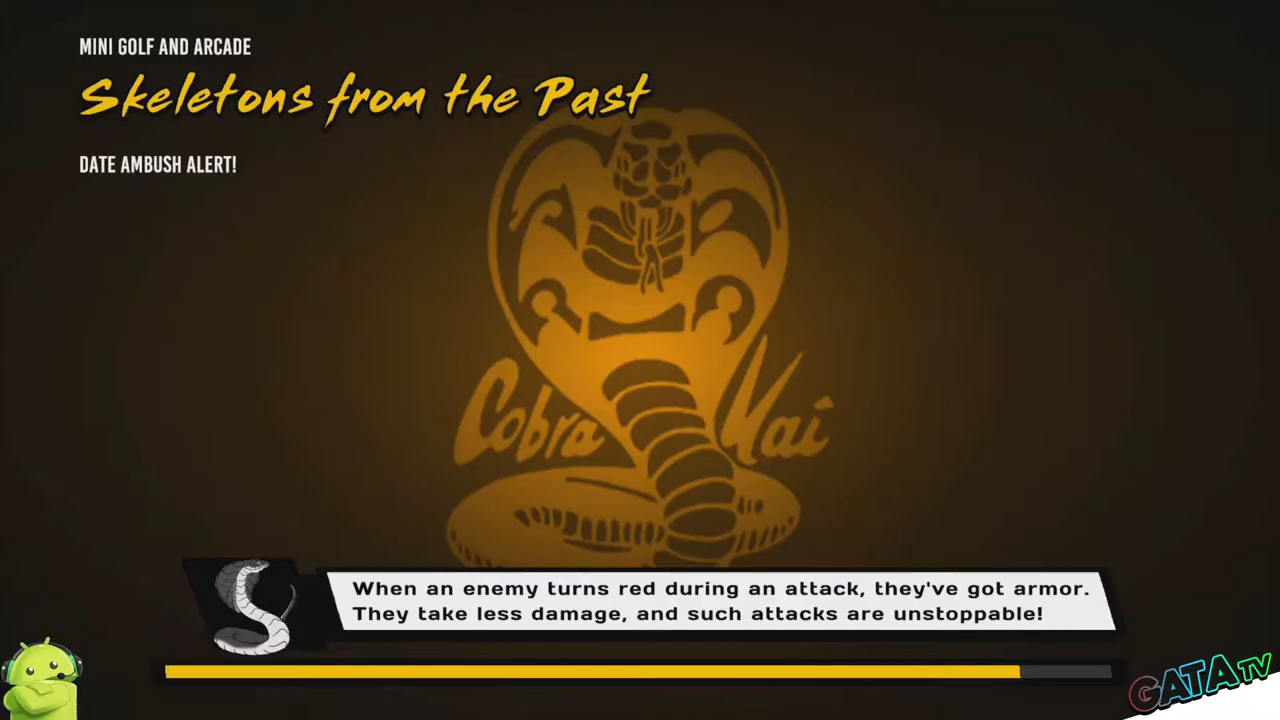 MINI GOLF AND ARCADE
Skeletons from the Past
DATE AMBUSH ALERT!
Cobra Kai
When an enemy turns red during an attack, they've got armor.
They take less damage, and such attacks are unstoppable!
GATA TV